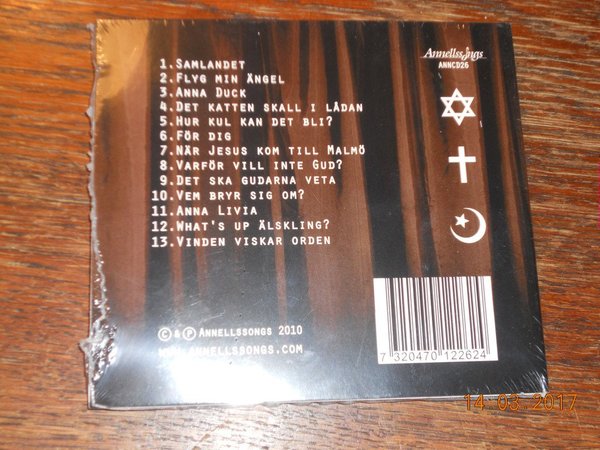 Annellssongs
ANNCD26
1. Samlandet
2. Flyg min Ängel
3. Anna Duck
4. Det katten skall i lådan
5. Hur kul kan det bli?
6. För dig
7. När Jesus kom till Malmö
8. Varför vill inte Gud?
9. Det ska gudarna veta
10. Vem bryr sig om?
11. Anna Livia
12. What's up Älskling?
13. Vinden viskar orden
© & ℗ Annellssongs 2010
www.annellssongs.com
7 320470 122624
14.03.2017